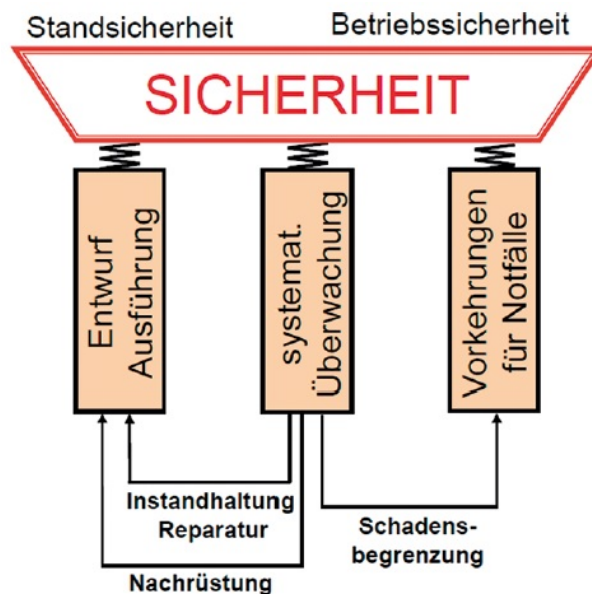 Standsicherheit
Betriebssicherheit
SICHERHEIT
Entwurf
Ausführung
systemat.
Überwachung
Vorkehrungen
für Notfälle
Instandhaltung
Reparatur
Schadens-
begrenzung
Nachrüstung